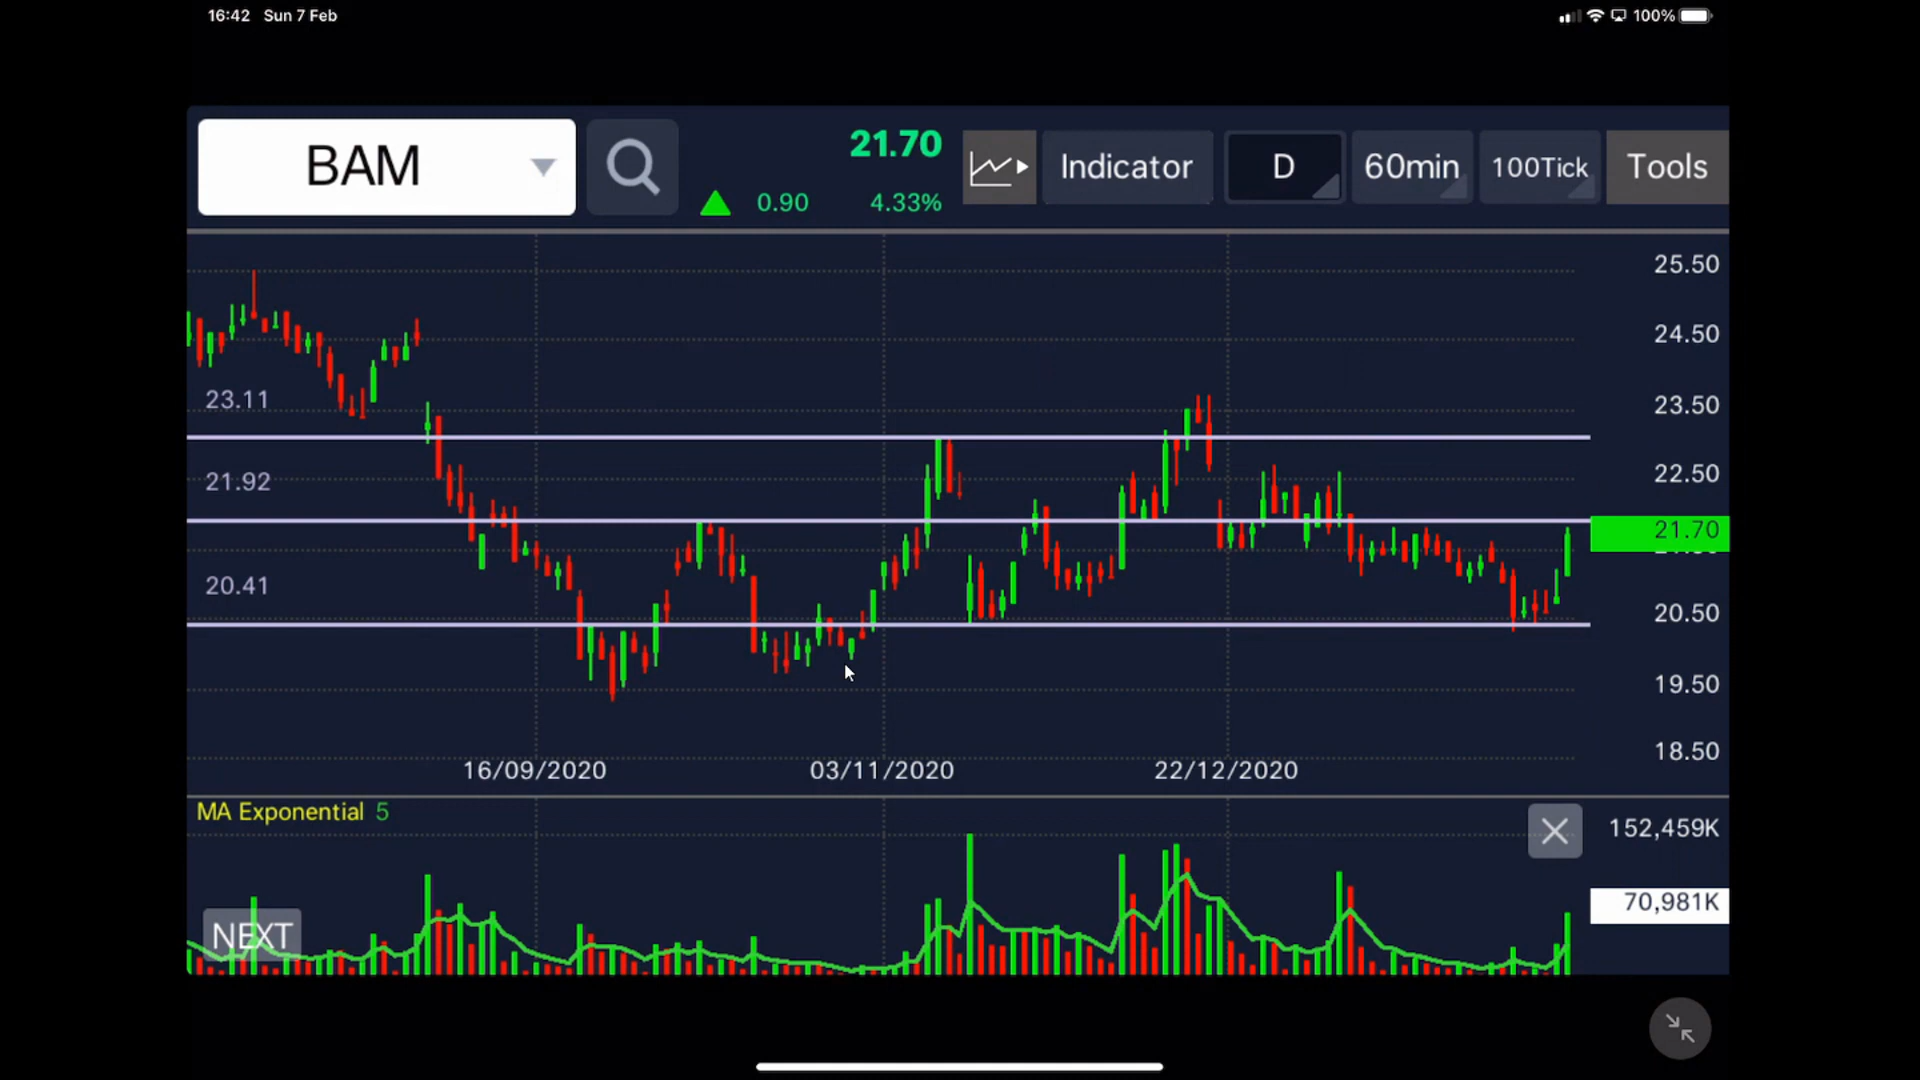 16:42 Sun 7 Feb 100%
BAM 21.70 Indicator D 60min 100Tick Tools
0.90 4.33%
25.50
24.50
23.11 23.50
21.92 22.50
21.70
20.41 20.50
19.50
18.50
16/09/2020 03/11/2020 22/12/2020
MA Exponential 5 152,459K
70,981K
NEXT